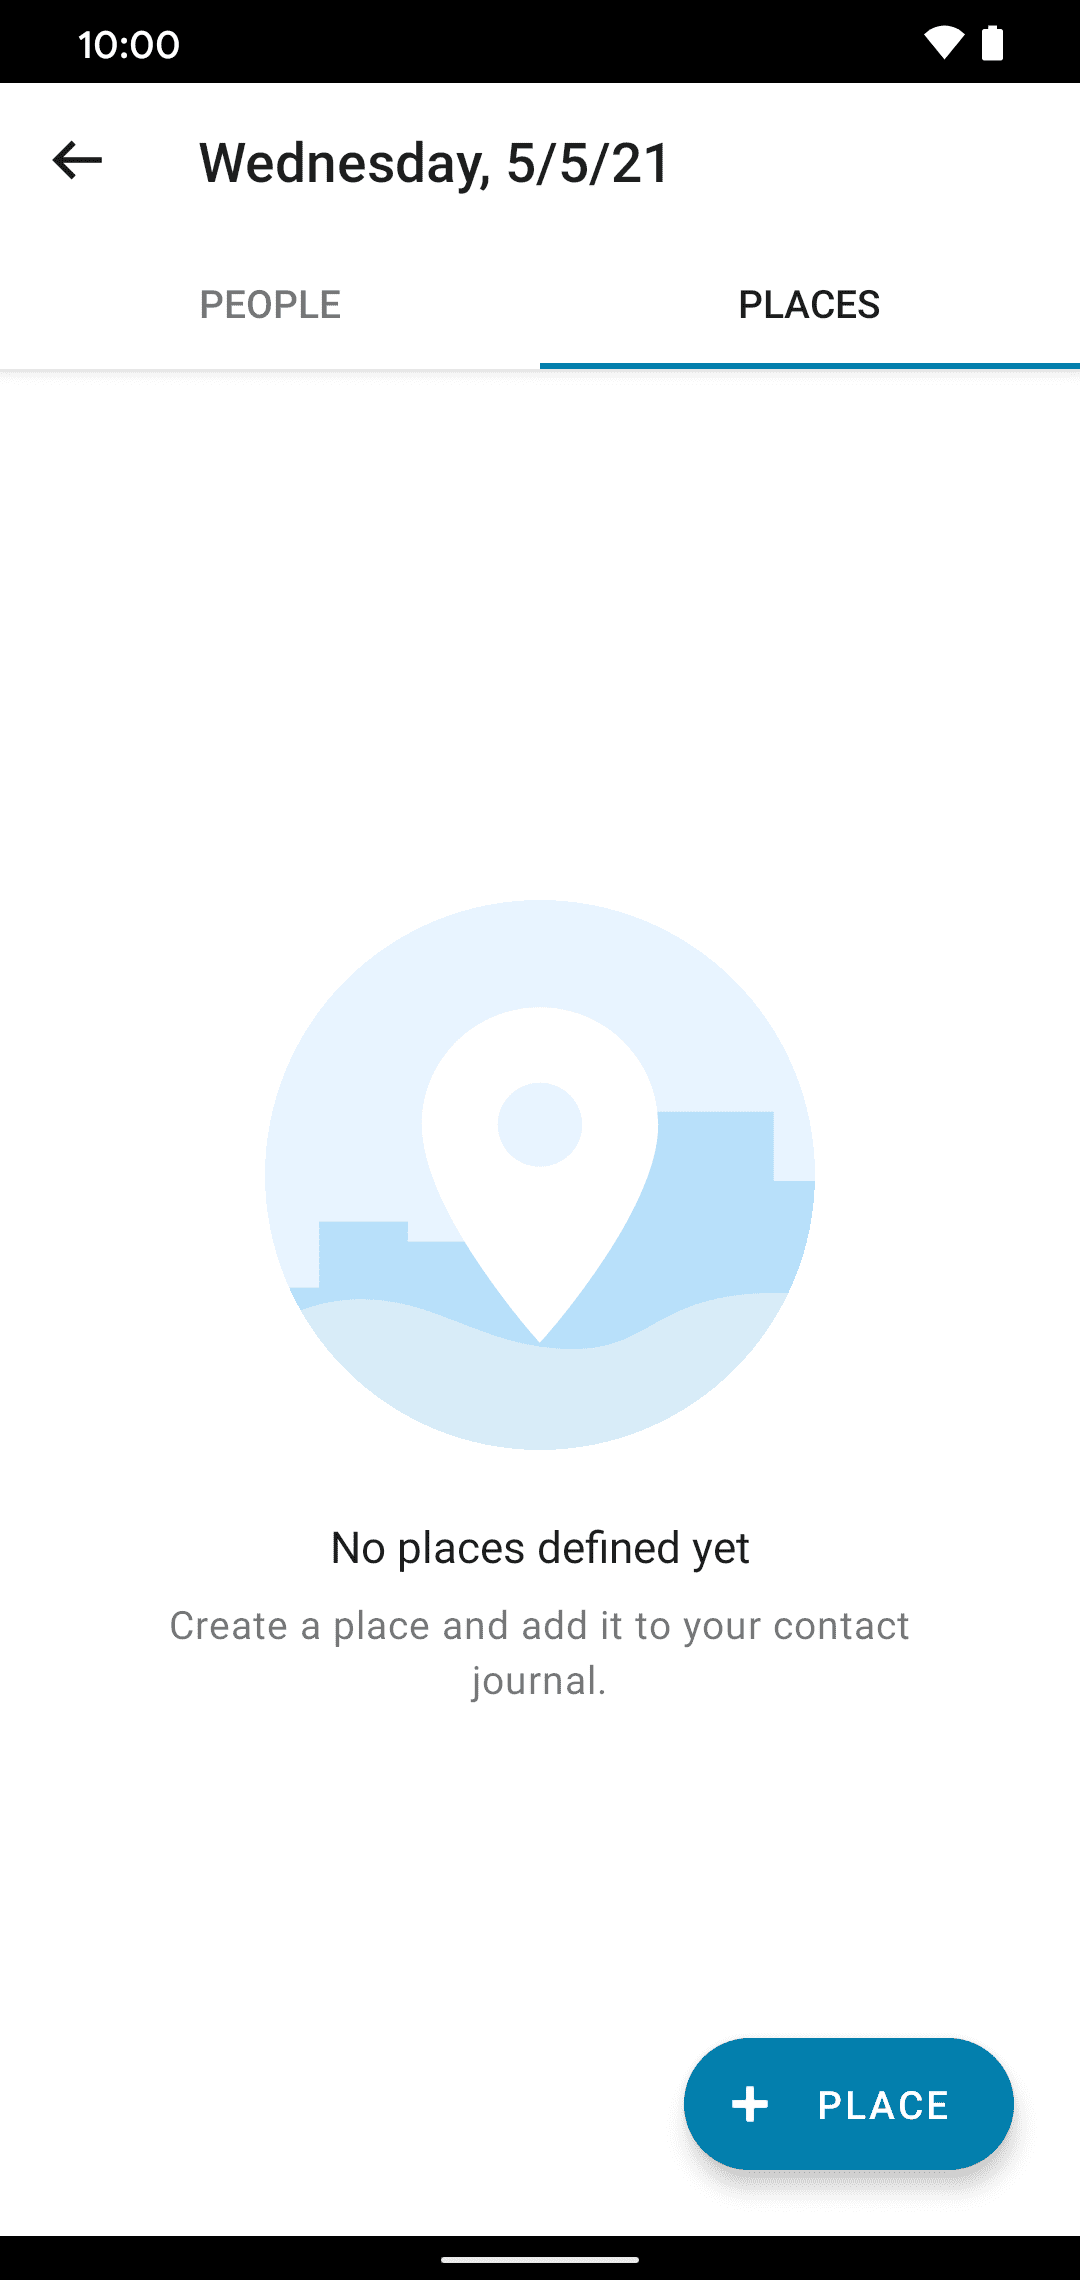 10:00
Wednesday, 5/5/21
PEOPLE
PLACES
No places defined yet
Create a place and add it to your contact
journal.
PLACE